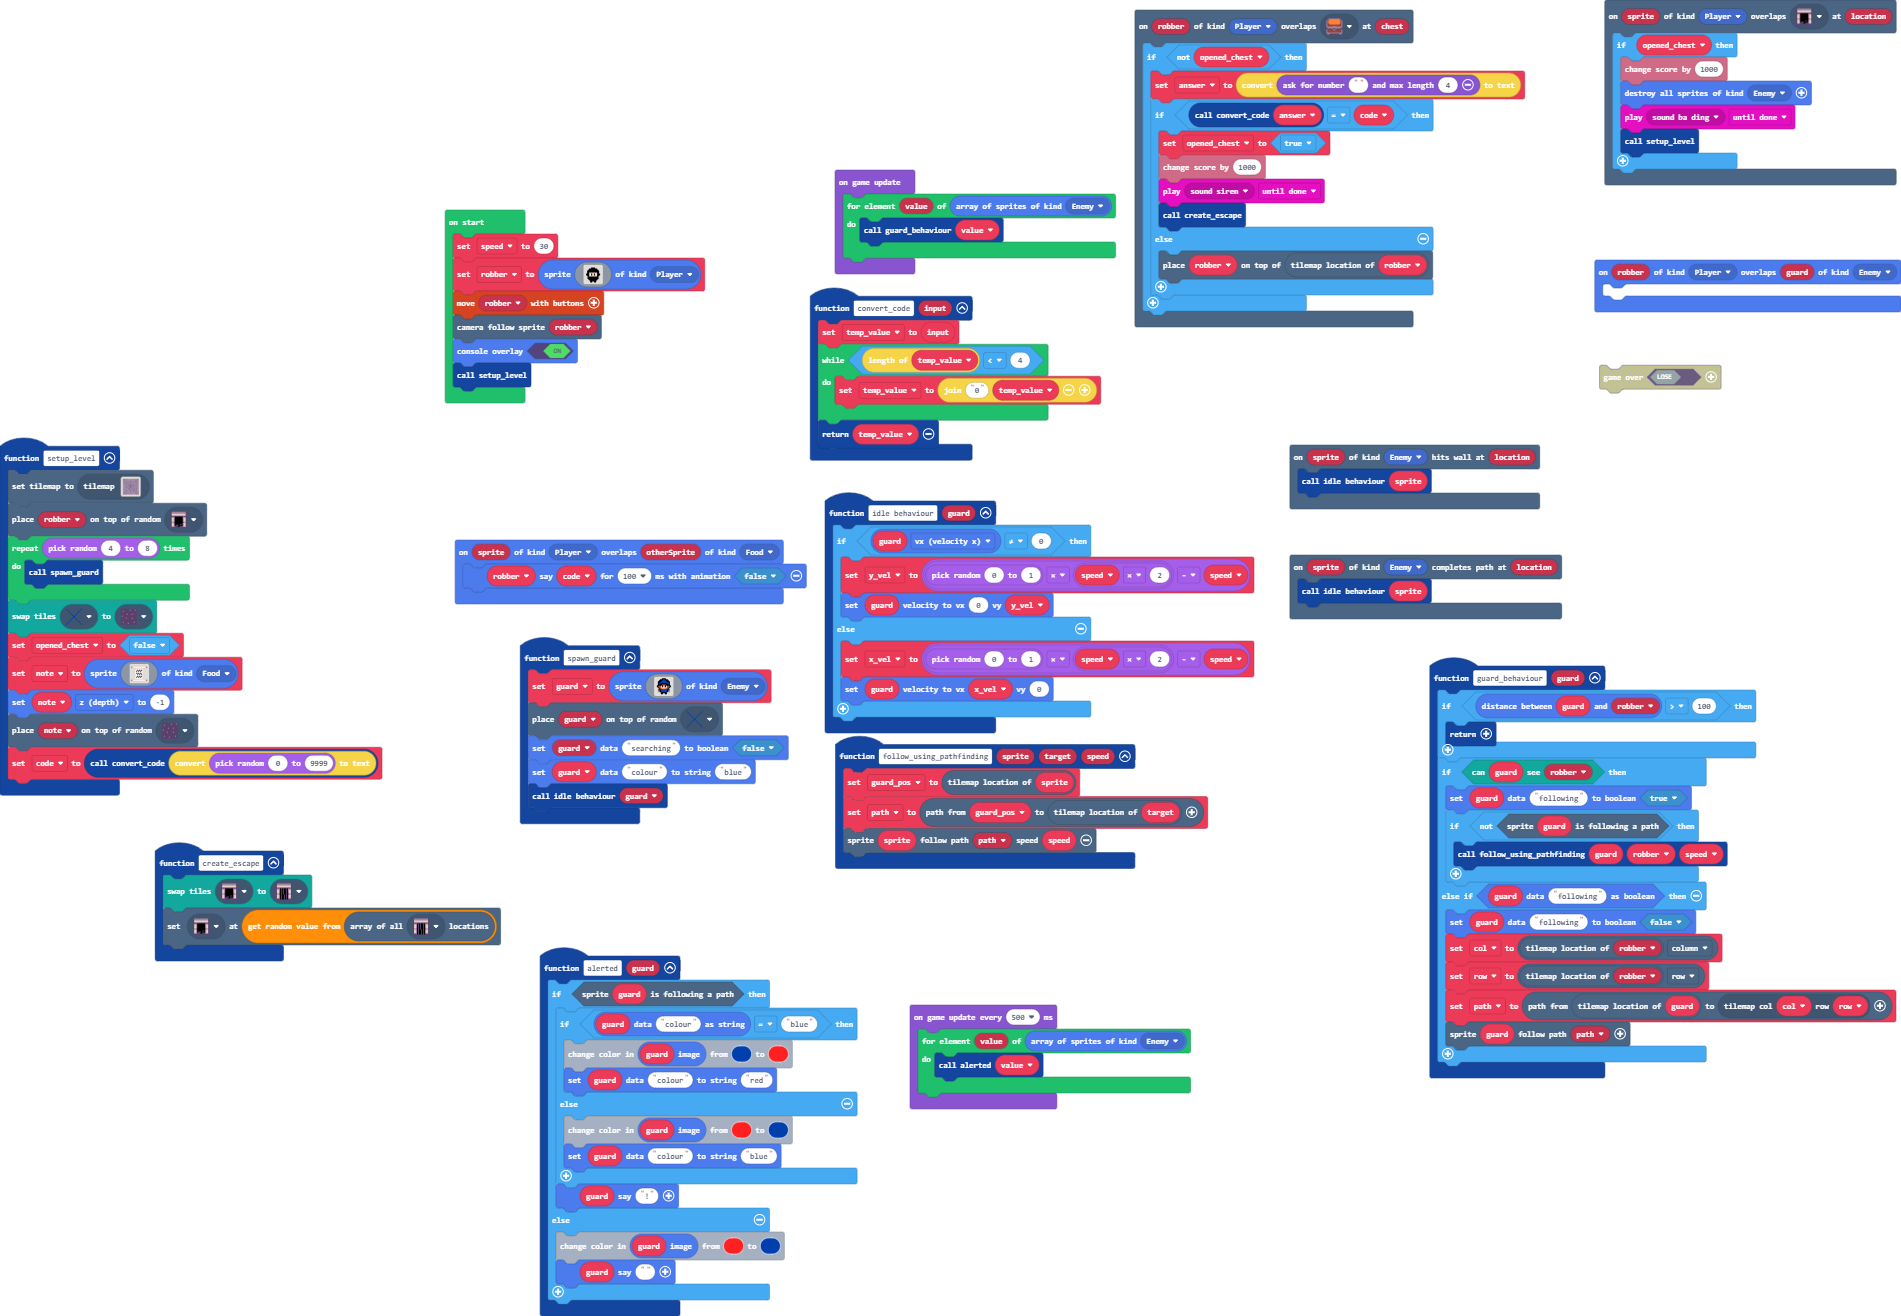 on start
set speed to 30
set robber to sprite of kind Player
move robber with buttons
camera follow sprite robber
console overlay ON
call setup_level
function setup_level
set tilemap to tilemap
place robber on top of random
repeat pick random 4 to 8 times
do call spawn_guard
swap tiles to
set opened_chest to false
set note to sprite of kind Food
set note z (depth) to -1
place note on top of random
set code to call convert_code convert pick random 0 to 9999 to text
function create_escape
swap tiles to
set at get random value from array of all locations
on sprite of kind Player overlaps otherSprite of kind Food
robber say code for 100 ms with animation false
function spawn_guard
set guard to sprite of kind Enemy
place guard on top of random
set guard data "searching" to boolean false
set guard data "colour" to string "blue"
call idle behaviour guard
function alerted guard
if sprite guard is following a path then
if guard data "colour" as string = "blue" then
change color in guard image from to
set guard data "colour" to string "red"
else
change color in guard image from to
set guard data "colour" to string "blue"
guard say "!"
else
change color in guard image from to
guard say " "
on game update
for element value of array of sprites of kind Enemy
do call guard_behaviour value
function convert_code input
set temp_value to input
while length of temp_value < 4
do set temp_value to join "0" temp_value
return temp_value
function idle behaviour guard
if guard vx (velocity x) ≠ 0 then
set y_vel to pick random 0 to 1 × speed × 2 - speed
set guard velocity to vx 0 vy y_vel
else
set x_vel to pick random 0 to 1 × speed × 2 - speed
set guard velocity to vx x_vel vy 0
function follow_using_pathfinding sprite target speed
set guard_pos to tilemap location of sprite
set path to path from guard_pos to tilemap location of target
sprite sprite follow path path speed speed
on game update every 500 ms
for element value of array of sprites of kind Enemy
do call alerted value
on robber of kind Player overlaps at chest
if not opened_chest then
set answer to convert ask for number " " and max length 4 to text
if call convert_code answer = code then
set opened_chest to true
change score by 1000
play sound siren until done
call create_escape
else
place robber on top of tilemap location of robber
on sprite of kind Player overlaps at location
if opened_chest then
change score by 1000
destroy all sprites of kind Enemy
play sound ba ding until done
call setup_level
on robber of kind Player overlaps guard of kind Enemy
game over LOSE
on sprite of kind Enemy hits wall at location
call idle behaviour sprite
on sprite of kind Enemy completes path at location
call idle behaviour sprite
function guard_behaviour guard
if distance between guard and robber > 100 then
return
if can guard see robber then
set guard data "following" to boolean true
if not sprite guard is following a path then
call follow_using_pathfinding guard robber speed
else if guard data "following" as boolean then
set guard data "following" to boolean false
set col to tilemap location of robber column
set row to tilemap location of robber row
set path to path from tilemap location of guard to tilemap col col row row
sprite guard follow path path